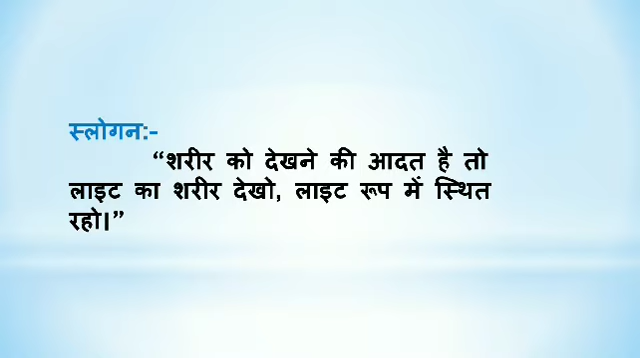 स्लोगन:-
“शरीर को देखने की आदत है तो
लाइट का शरीर देखो, लाइट रूप में स्थित
रहो।”